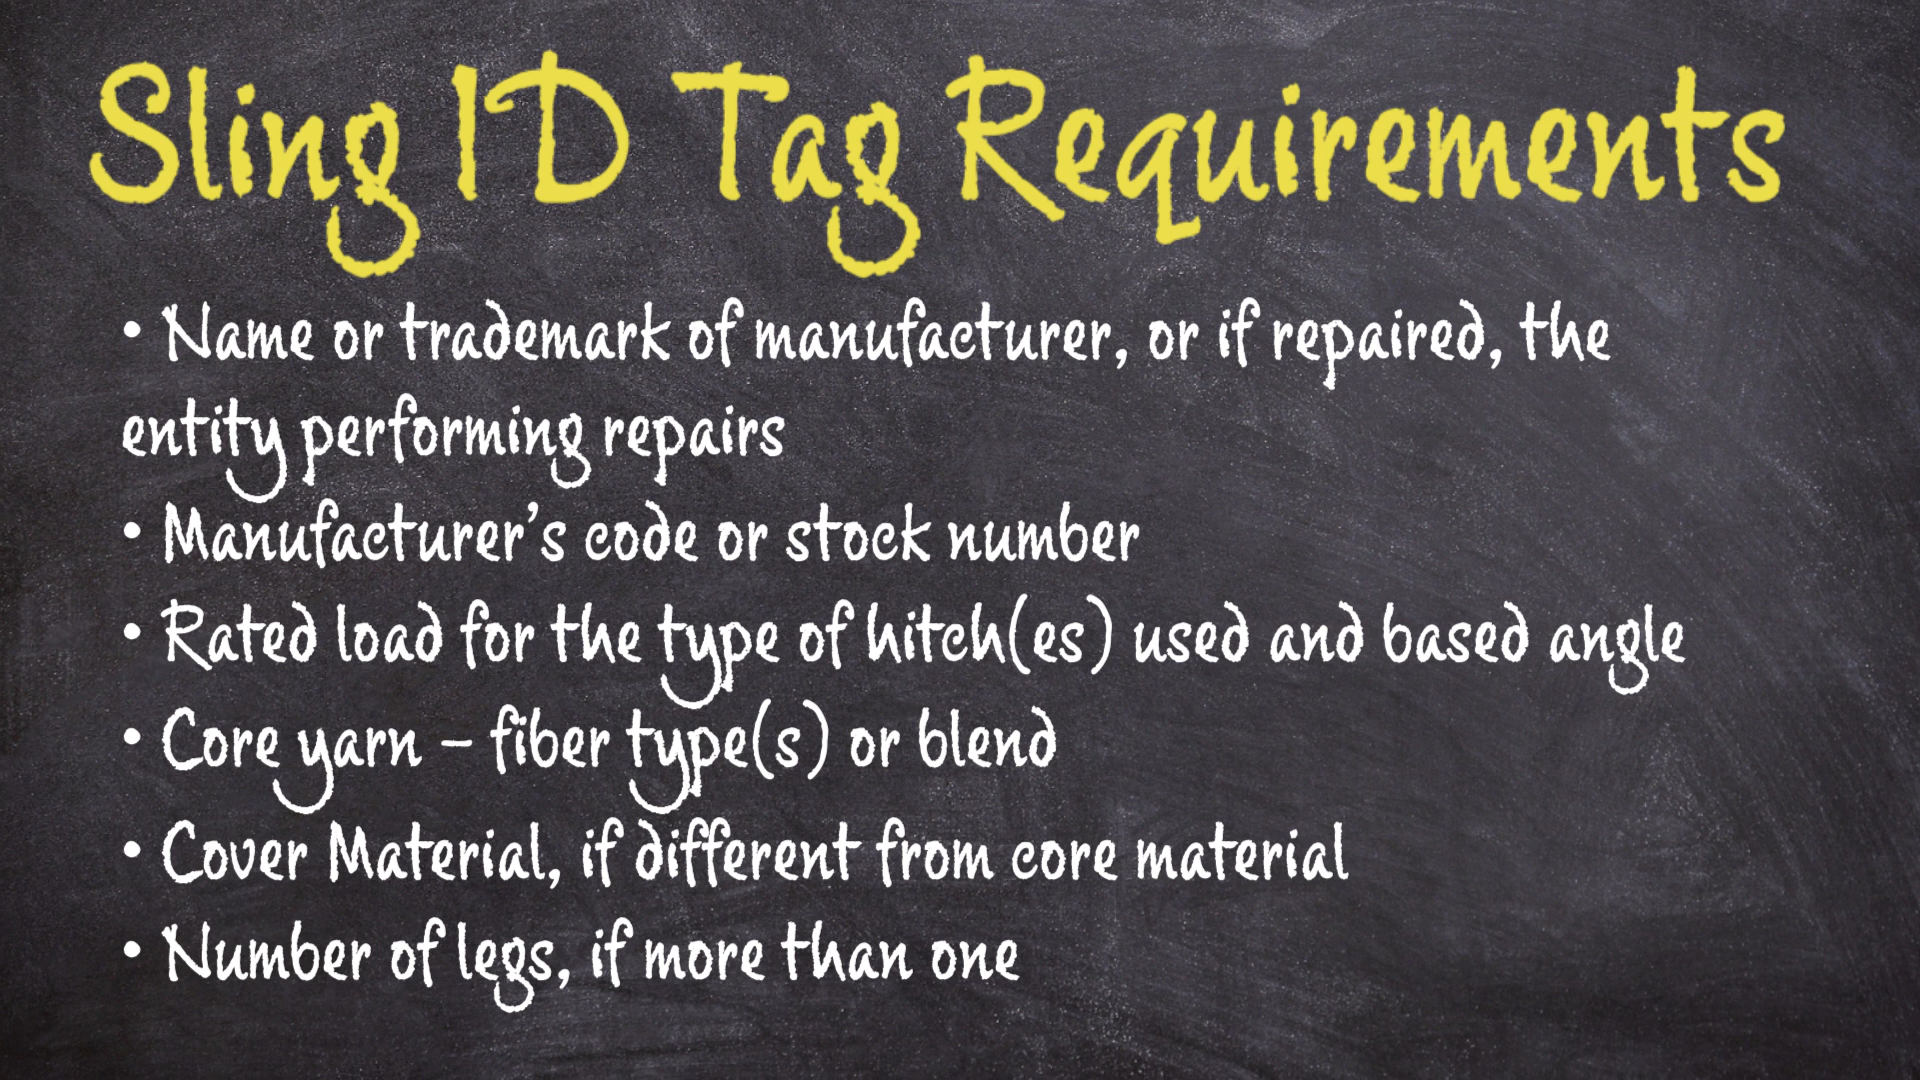 Sling ID Tag Requirements
• Name or trademark of manufacturer, or if repaired, the
entity performing repairs
• Manufacturer’s code or stock number
• Rated load for the type of hitch(es) used and based angle
• Core yarn – fiber type(s) or blend
• Cover Material, if different from core material
• Number of legs, if more than one